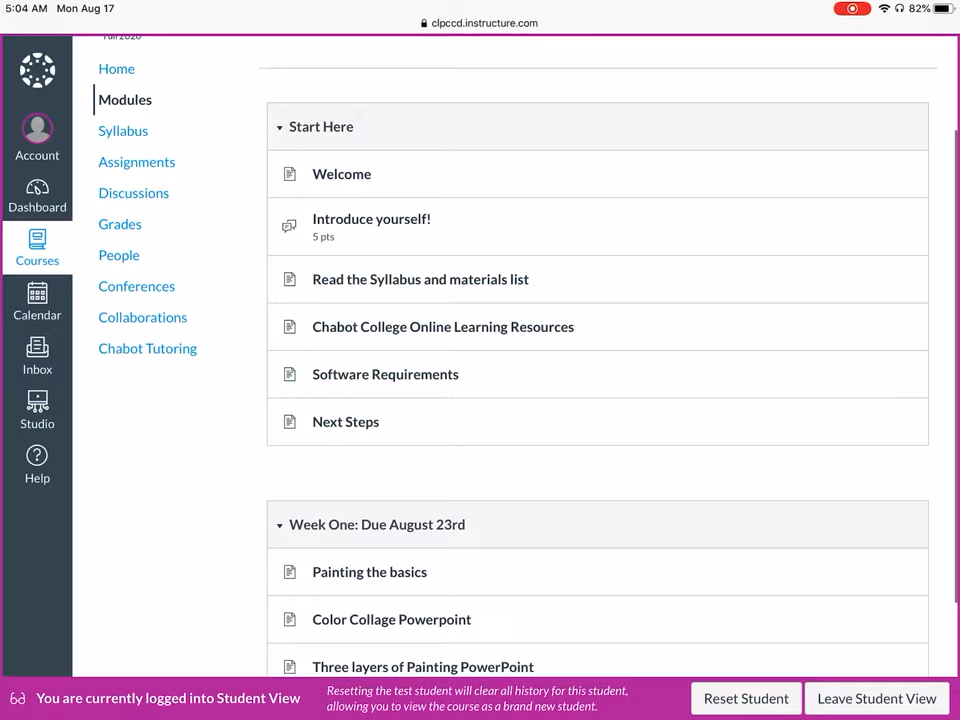 5:04 AM Mon Aug 17
82%
clpccd.instructure.com
Fall 2020
Account
Dashboard
Courses
Calendar
Inbox
Studio
Help
Home
Modules
Syllabus
Assignments
Discussions
Grades
People
Conferences
Collaborations
Chabot Tutoring
Start Here
Welcome
Introduce yourself!
5 pts
Read the Syllabus and materials list
Chabot College Online Learning Resources
Software Requirements
Next Steps
Week One: Due August 23rd
Painting the basics
Color Collage Powerpoint
Three layers of Painting PowerPoint
You are currently logged into Student View
Resetting the test student will clear all history for this student,
allowing you to view the course as a brand new student.
Reset Student
Leave Student View